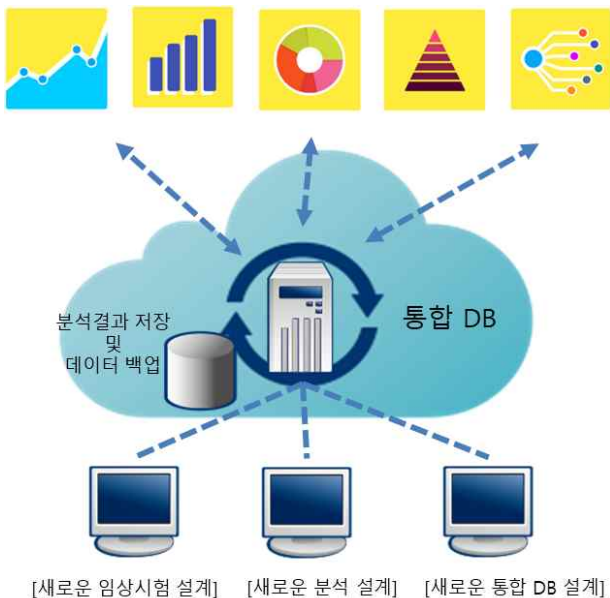 분석결과 저장
및
데이터 백업
통합 DB
[새로운 임상시험 설계]
[새로운 분석 설계]
[새로운 통합 DB 설계]